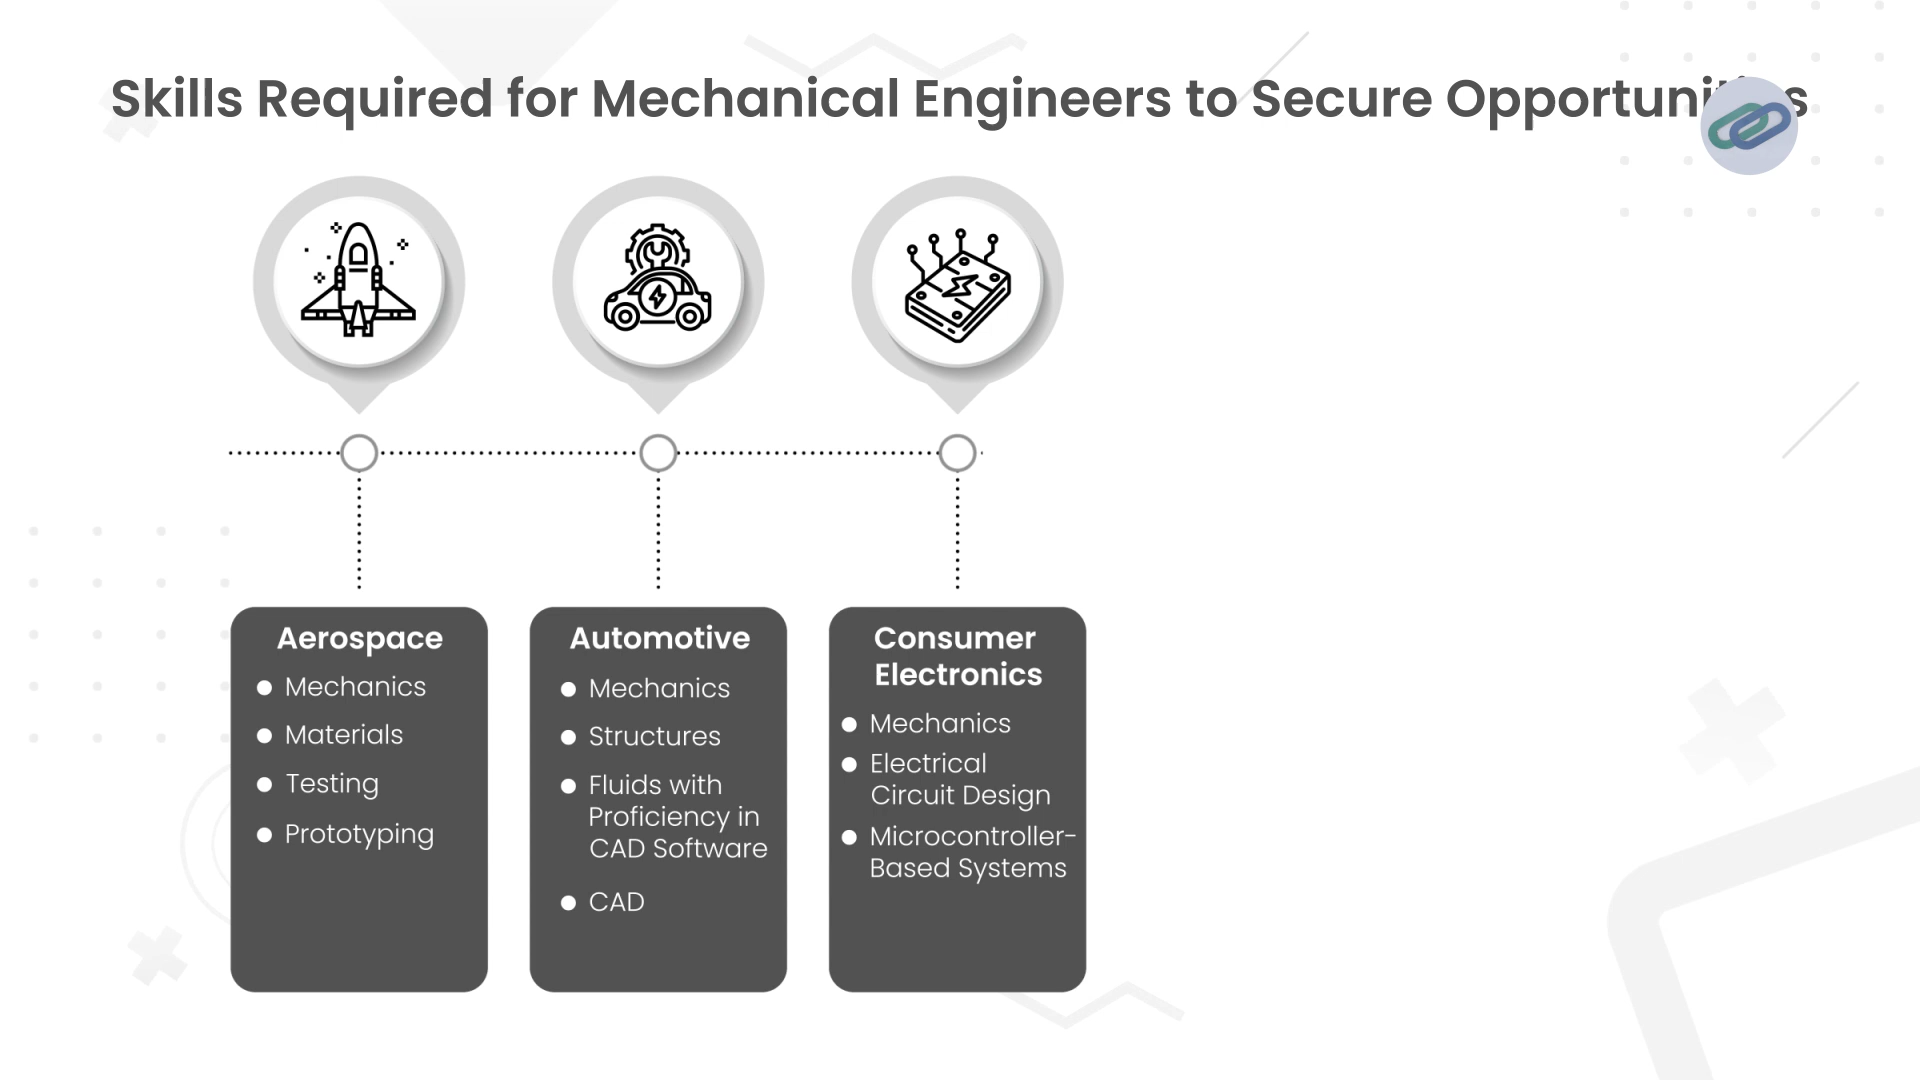 Skills Required for Mechanical Engineers to Secure
Aerospace
Mechanics
Materials
Testing
Prototyping
Automotive
Mechanics
Structures
Fluids with
Proficiency in
CAD Software
CAD
Consumer
Electronics
Mechanics
Electrical
Circuit Design
Microcontroller-
Based Systems